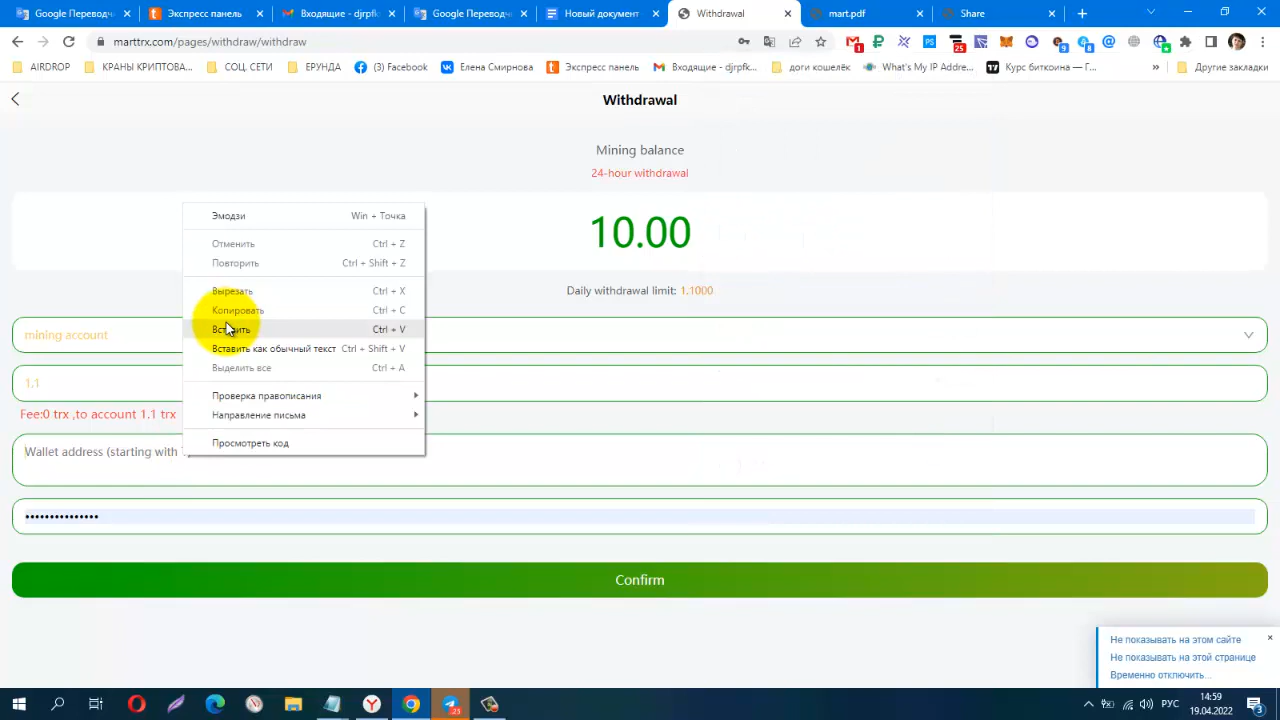 Google Переводч
Экспресс панель
Входящие - djrpfk
Google Переводч
Новый документ
Withdrawal
mart.pdf
Share
marttrx.com/pages/withdraw/withdraw
AIRDROP
КРАНЫ КРИПТОВА...
СОЦ. СЕТИ
ЕРУНДА
(3) Facebook
Елена Смирнова
Экспресс панель
Входящие - djrpfk...
доги кошелёк
What's My IP Addre...
Курс биткоина — Г...
»
Другие закладки
Withdrawal
Mining balance
24-hour withdrawal
10.00
Daily withdrawal limit: 1.1000
Эмодзи Win + Точка
Отменить Ctrl + Z
Повторить Ctrl + Shift + Z
Вырезать Ctrl + X
Копировать Ctrl + C
Вставить Ctrl + V
Вставить как обычный текст Ctrl + Shift + V
Выделить все Ctrl + A
Проверка правописания
Направление письма
Просмотреть код
mining account
1.1
Fee:0 trx ,to account 1.1 trx
Wallet address (starting with
•••••••••••••••
Confirm
Не показывать на этом сайте
Не показывать на этой странице
Временно отключить...
РУС
14:59
19.04.2022